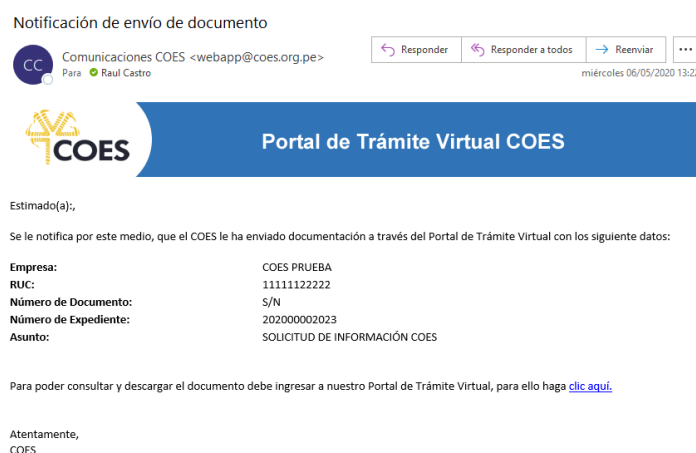 Notificación de envío de documento
CC
Comunicaciones COES <webapp@coes.org.pe>
Para Raul Castro
Responder
Responder a todos
Reenviar
miércoles 06/05/2020 13:22
COES
Portal de Trámite Virtual COES
Estimado(a):,
Se le notifica por este medio, que el COES le ha enviado documentación a través del Portal de Trámite Virtual con los siguiente datos:
Empresa: COES PRUEBA
RUC: 11111122222
Número de Documento: S/N
Número de Expediente: 202000002023
Asunto: SOLICITUD DE INFORMACIÓN COES
Para poder consultar y descargar el documento debe ingresar a nuestro Portal de Trámite Virtual, para ello haga clic aquí.
Atentamente,
COES